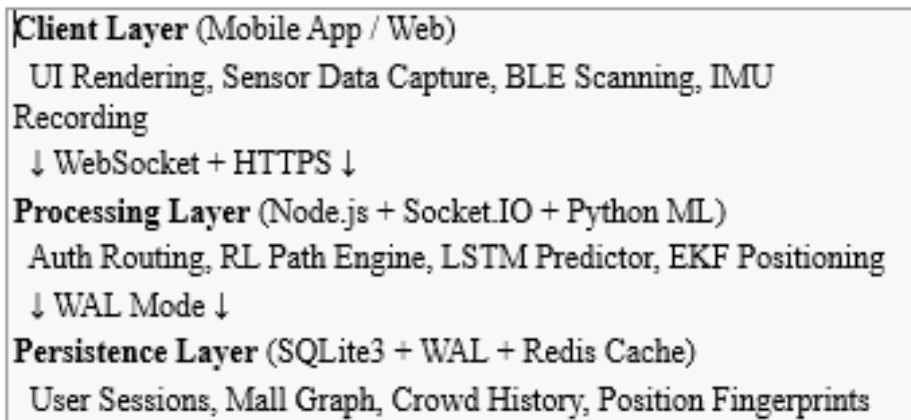 Client Layer (Mobile App / Web)
UI Rendering, Sensor Data Capture, BLE Scanning, IMU
Recording
↓ WebSocket + HTTPS ↓
Processing Layer (Node.js + Socket.IO + Python ML)
Auth Routing, RL Path Engine, LSTM Predictor, EKF Positioning
↓ WAL Mode ↓
Persistence Layer (SQLite3 + WAL + Redis Cache)
User Sessions, Mall Graph, Crowd History, Position Fingerprints